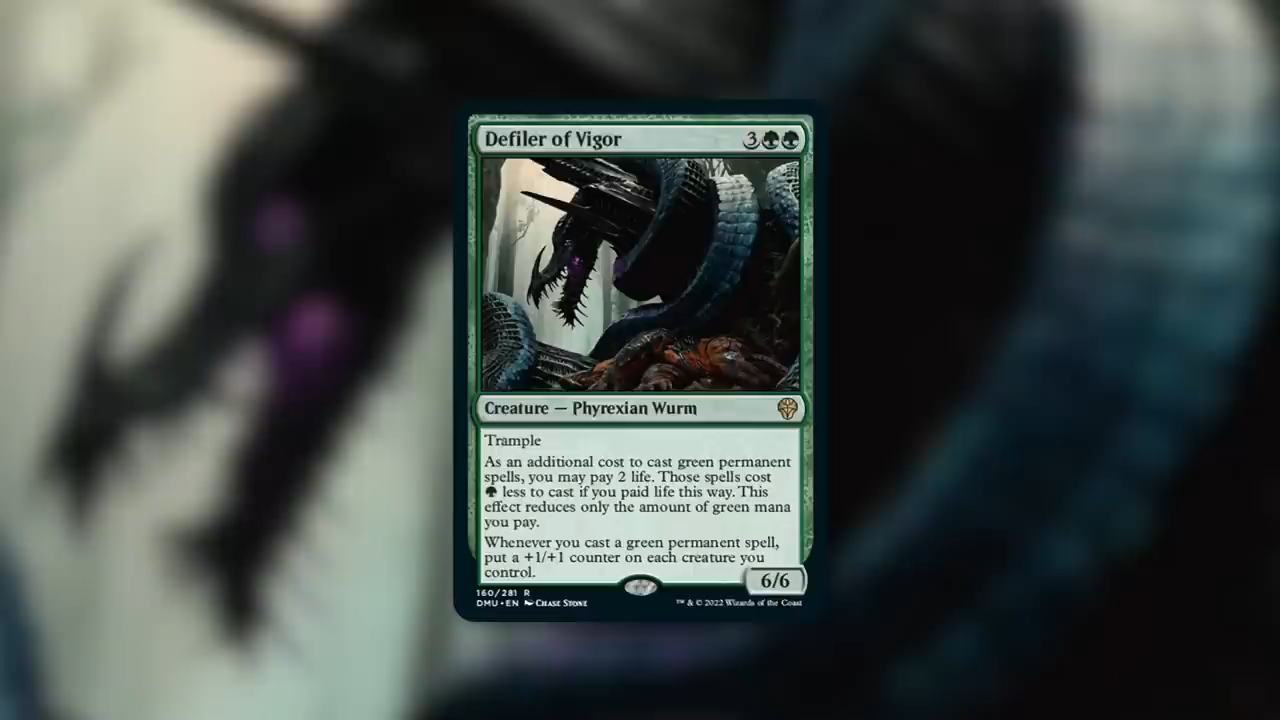 Defiler of Vigor 3
Creature — Phyrexian Wurm
Trample
As an additional cost to cast green permanent
spells, you may pay 2 life. Those spells cost
less to cast if you paid life this way. This
effect reduces only the amount of green mana
you pay.
Whenever you cast a green permanent spell,
put a +1/+1 counter on each creature you
control.
6/6
160/281 R
DMU • EN Chase Stone
™ & © 2022 Wizards of the Coast